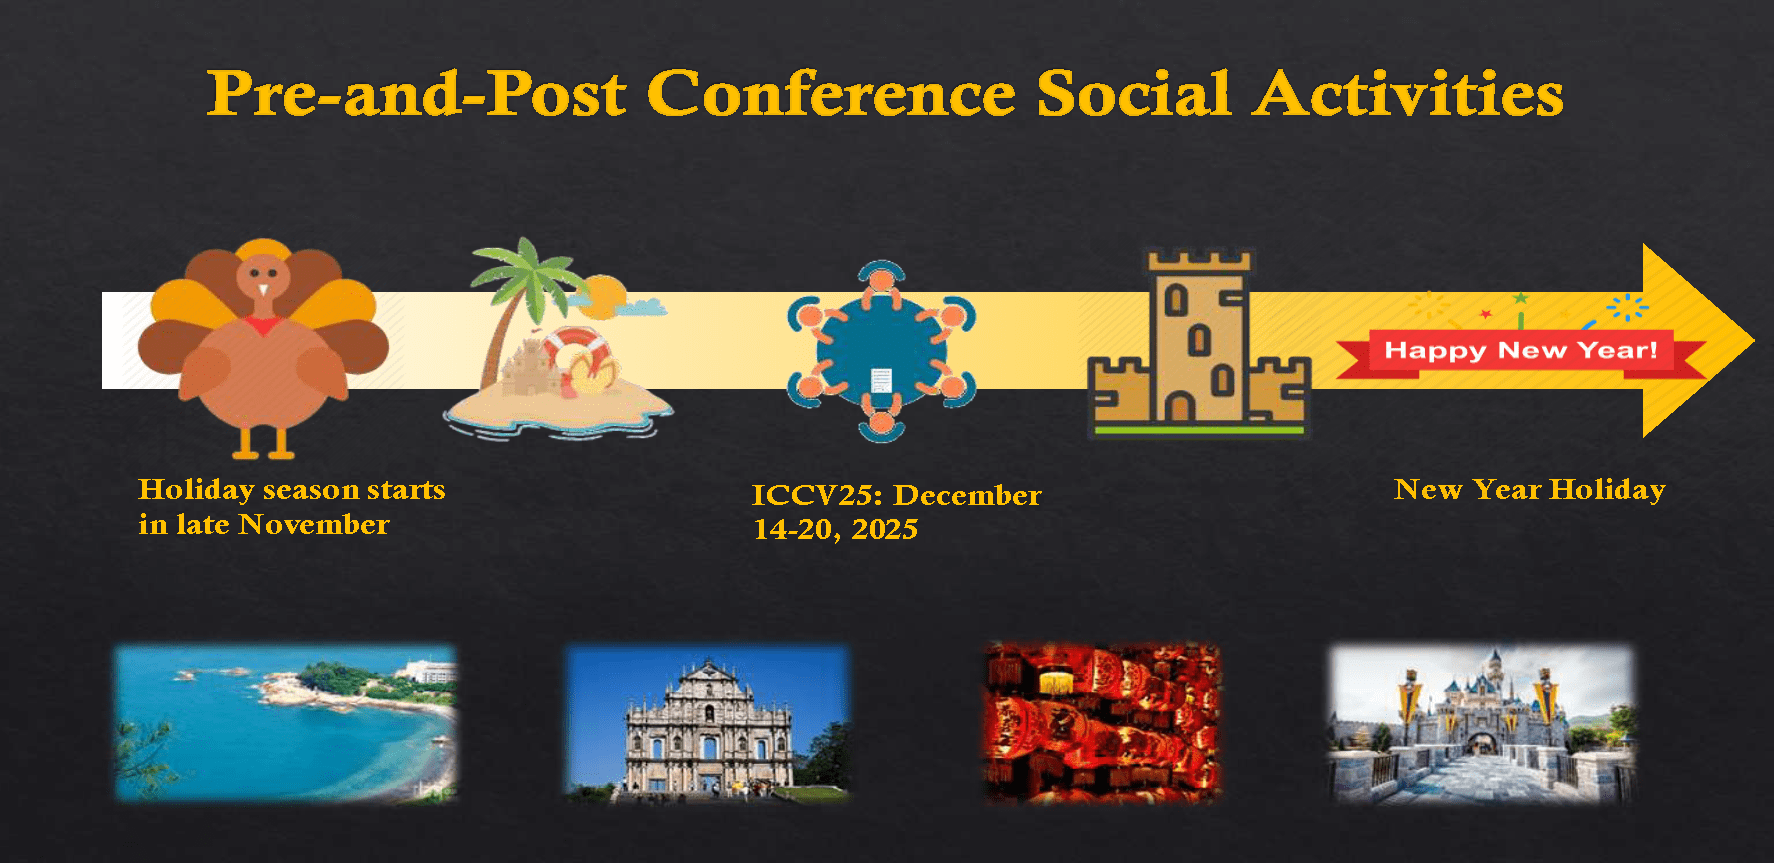 Pre-and-Post Conference Social Activities
Happy New Year!
Holiday season starts
in late November
ICCV25: December
14-20, 2025
New Year Holiday